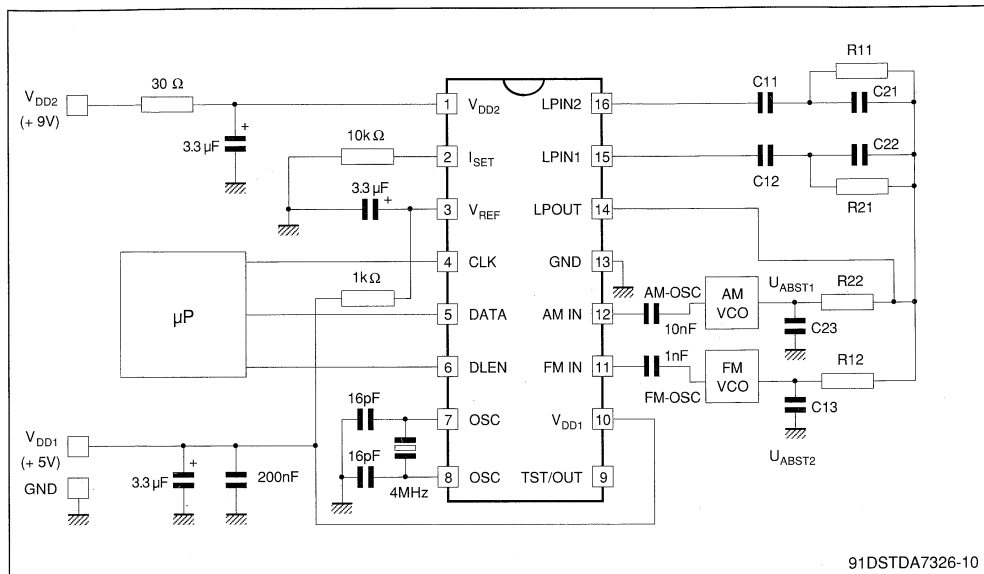 R11
30 Ω
V_DD2
(+ 9V)
1
V_DD2
LPIN2
16
C11
C21
3.3 µF
+
10k Ω
2
I_SET
LPIN1
15
C12
C22
R21
3.3 µF
+
3
V_REF
LPOUT
14
4
CLK
GND
13
µP
1k Ω
5
DATA
AM IN
12
AM-OSC
10nF
AM
VCO
U_ABST1
R22
C23
6
DLEN
FM IN
11
1nF
FM-OSC
FM
VCO
R12
C13
U_ABST2
16pF
7
OSC
V_DD1
10
16pF
8
OSC
TST/OUT
9
4MHz
V_DD1
(+ 5V)
GND
3.3 µF
+
-
200nF
91DSTDA7326-10